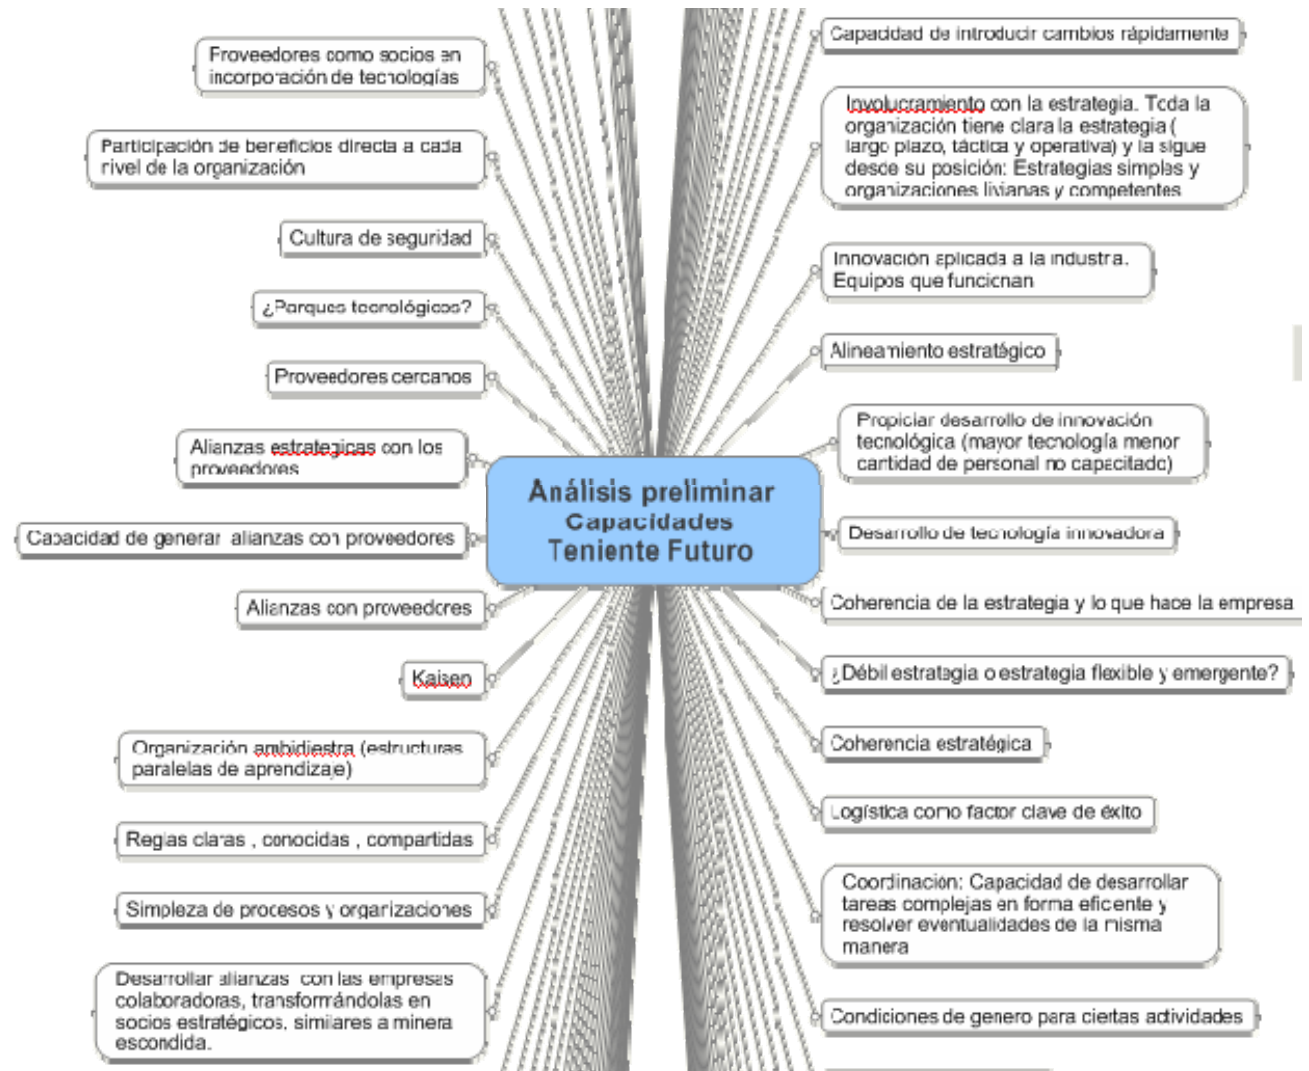 Proveedores como socios en
incorporación de tecnologías
Participación de beneficios directa a cada
nivel de la organización
Cultura de seguridad
¿Parques tecnológicos?
Proveedores cercanos
Alianzas estrategicas con los
proveedores
Capacidad de generar alianzas con proveedores
Alianzas con proveedores
Kaisen
Organización ambidiestra (estructuras
paralelas de aprendizaje)
Reglas claras , conocidas , compartidas
Simpleza de procesos y organizaciones
Desarrollar alianzas con las empresas
colaboradoras, transformándolas en
socios estratégicos, similares a minera
escondida.
Análisis preliminar
Capacidades
Teniente Futuro
Capacidad de introducir cambios rápidamente
Involucramiento con la estrategia. Toda la
organización tiene clara la estrategia (
largo plazo, táctica y operativa) y la sigue
desde su posición: Estrategias simples y
organizaciones livianas y competentes
Innovación aplicada a la industra.
Equipos que funcionan
Alineamiento estratégico
Propiciar desarrollo de innovación
tecnológica (mayor tecnología menor
cantidad de personal no capacitado)
Desarrollo de tecnología innovadora
Coherencia de la estrategia y lo que hace la empresa
¿Débil estrategia o estrategia flexible y emergente?
Coherencia estratégica
Logística como factor clave de éxito
Coordinación: Capacidad de desarrollar
tareas complejas en forma eficiente y
resolver eventualidades de la misma
manera
Condiciones de genero para ciertas actividades